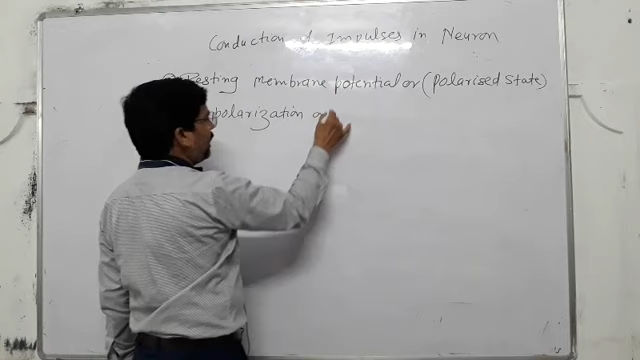 Conduction of Impulses in Neuron
Resting membrane potential or (Polarised State)
polarization o